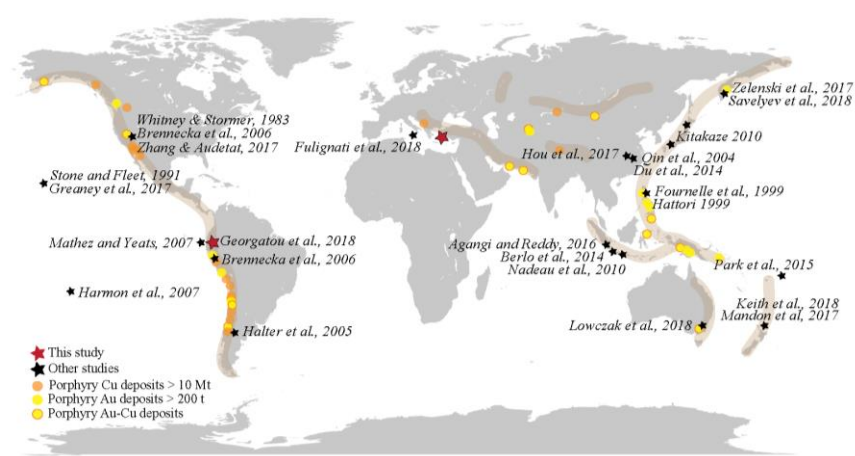 Zelenski et al., 2017
Savelyev et al., 2018
Whitney & Stormer, 1983
Brennecka et al., 2006
Zhang & Audetat, 2017
Kitakaze 2010
Fulignati et al., 2018
Hou et al., 2017
Qin et al., 2004
Du et al., 2014
Stone and Fleet, 1991
Greaney et al., 2017
Fournelle et al., 1999
Hattori 1999
Mathez and Yeats, 2007
Georgatou et al., 2018
Brennecka et al., 2006
Agangi and Reddy, 2016
Berlo et al., 2014
Nadeau et al., 2010
Park et al., 2015
Harmon et al., 2007
Keith et al., 2018
Mandon et al, 2017
Halter et al., 2005
Lowczak et al., 2018
This study
Other studies
Porphyry Cu deposits > 10 Mt
Porphyry Au deposits > 200 t
Porphyry Au-Cu deposits